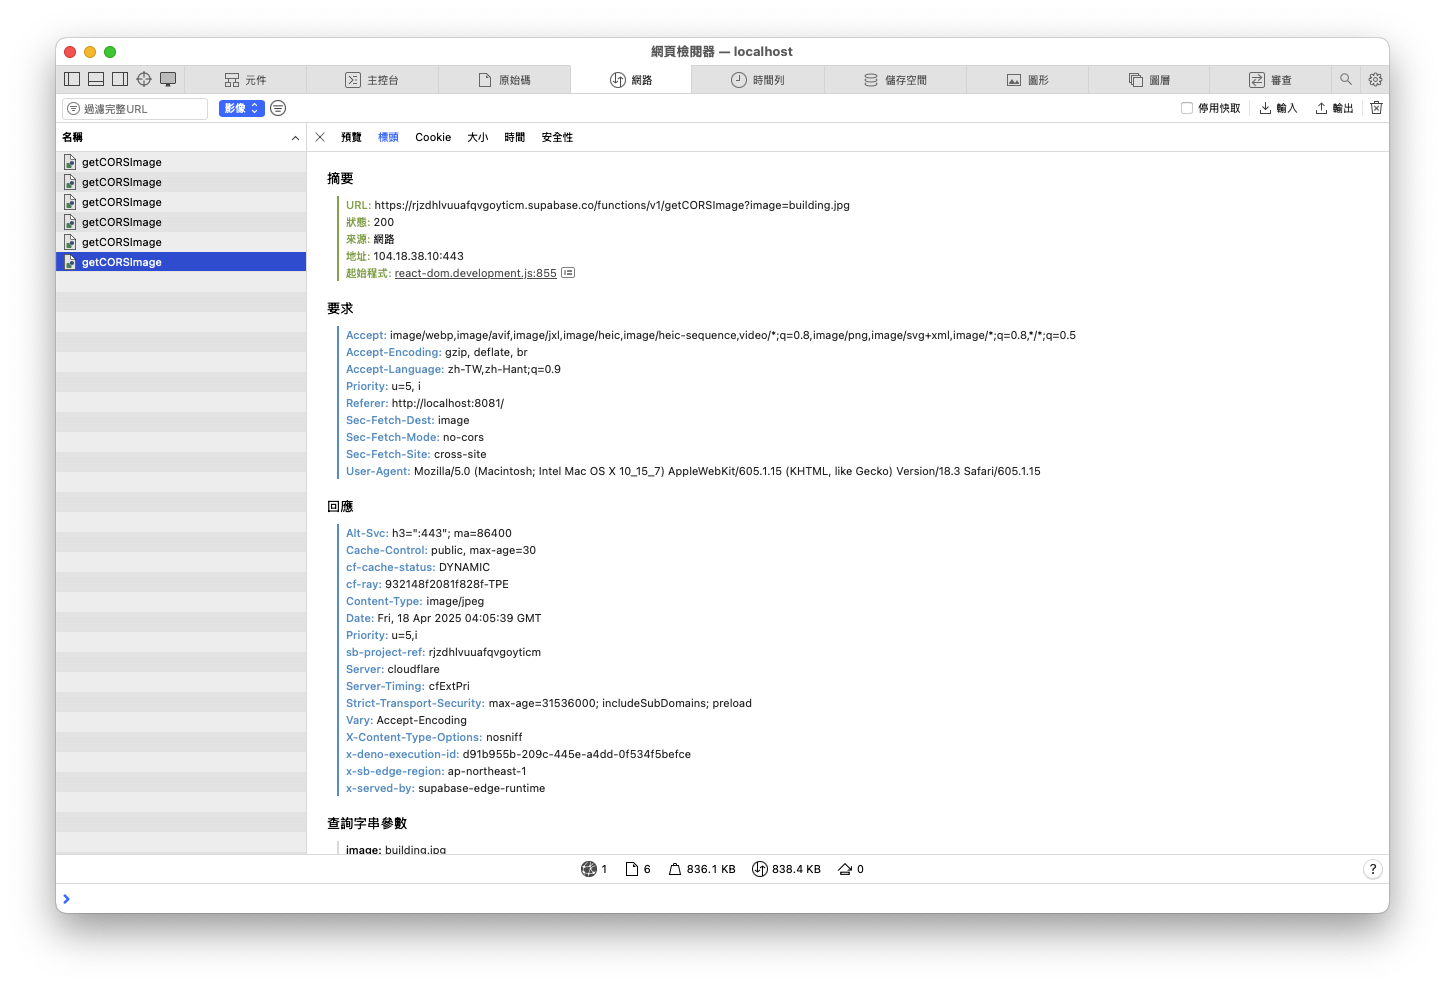 網頁檢閱器 — localhost
元件
主控台
原始碼
網路
時間列
儲存空間
圖形
圖層
審查
過濾完整URL
影像
停用快取
輸入
輸出
名稱
預覽
標頭
Cookie
大小
時間
安全性
getCORSImage
getCORSImage
getCORSImage
getCORSImage
getCORSImage
getCORSImage
摘要
URL: https://rjzdhlvuuafqvgoyticm.supabase.co/functions/v1/getCORSImage?image=building.jpg
狀態: 200
來源: 網路
地址: 104.18.38.10:443
起始程式: react-dom.development.js:855
要求
Accept: image/webp,image/avif,image/jxl,image/heic,image/heic-sequence,video/*;q=0.8,image/png,image/svg+xml,image/*;q=0.8,*/*;q=0.5
Accept-Encoding: gzip, deflate, br
Accept-Language: zh-TW,zh-Hant;q=0.9
Priority: u=5, i
Referer: http://localhost:8081/
Sec-Fetch-Dest: image
Sec-Fetch-Mode: no-cors
Sec-Fetch-Site: cross-site
User-Agent: Mozilla/5.0 (Macintosh; Intel Mac OS X 10_15_7) AppleWebKit/605.1.15 (KHTML, like Gecko) Version/18.3 Safari/605.1.15
回應
Alt-Svc: h3=":443"; ma=86400
Cache-Control: public, max-age=30
cf-cache-status: DYNAMIC
cf-ray: 932148f2081f828f-TPE
Content-Type: image/jpeg
Date: Fri, 18 Apr 2025 04:05:39 GMT
Priority: u=5,i
sb-project-ref: rjzdhlvuuafqvgoyticm
Server: cloudflare
Server-Timing: cfExtPri
Strict-Transport-Security: max-age=31536000; includeSubDomains; preload
Vary: Accept-Encoding
X-Content-Type-Options: nosniff
x-deno-execution-id: d91b955b-209c-445e-a4dd-0f534f5befce
x-sb-edge-region: ap-northeast-1
x-served-by: supabase-edge-runtime
查詢字串參數
image: building.jpg
1
6
836.1 KB
838.4 KB
0
?